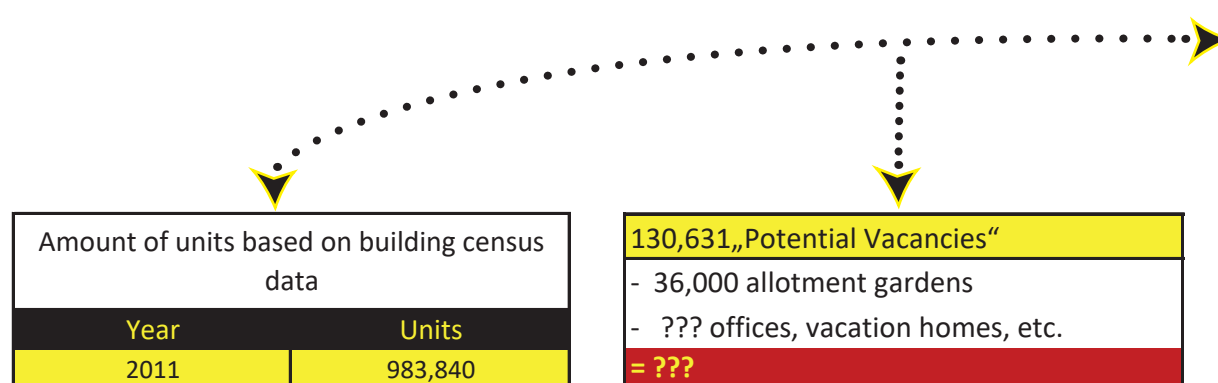 Amount of units based on building census
data
Year Units
2011 983,840
130,631„Potential Vacancies“
- 36,000 allotment gardens
- ??? offices, vacation homes, etc.
= ???